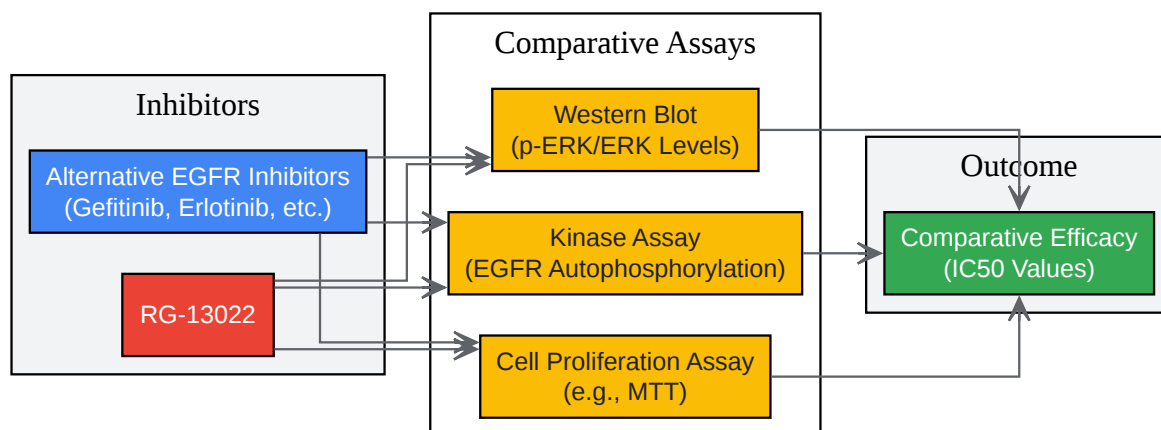 Inhibitors
Alternative EGFR Inhibitors
(Gefitinib, Erlotinib, etc.)
RG-13022
Comparative Assays
Western Blot
(p-ERK/ERK Levels)
Kinase Assay
(EGFR Autophosphorylation)
Cell Proliferation Assay
(e.g., MTT)
Outcome
Comparative Efficacy
(IC50 Values)